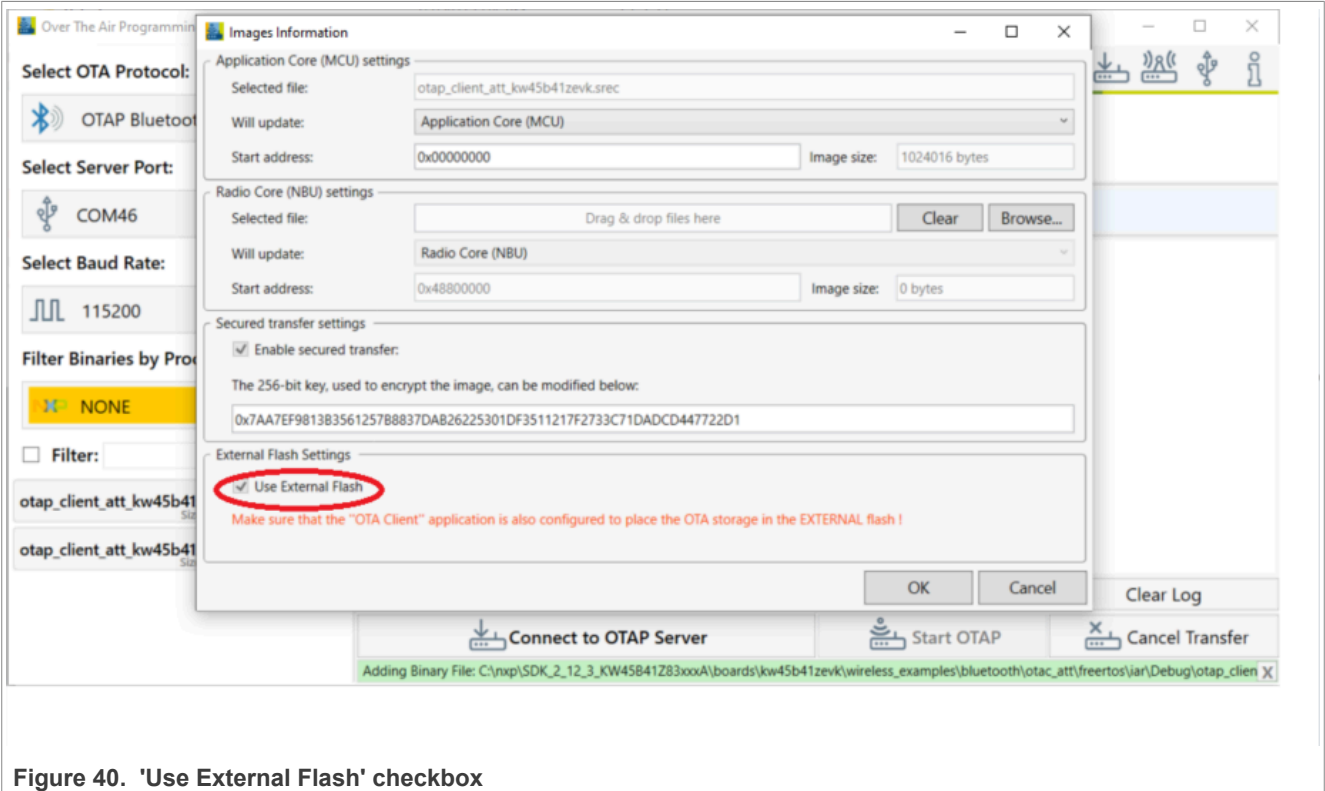 Over The Air Programmin
Images Information
Select OTA Protocol:
OTAP Bluetoot
Select Server Port:
COM46
Select Baud Rate:
115200
Filter Binaries by Pro
NXP NONE
Filter:
otap_client_att_kw45b41
Siz
otap_client_att_kw45b41
Siz
Application Core (MCU) settings
Selected file: otap_client_att_kw45b41zevk.srec
Will update: Application Core (MCU)
Start address: 0x00000000 Image size: 1024016 bytes
Radio Core (NBU) settings
Selected file: Drag & drop files here Clear Browse...
Will update: Radio Core (NBU)
Start address: 0x48800000 Image size: 0 bytes
Secured transfer settings
Enable secured transfer:
The 256-bit key, used to encrypt the image, can be modified below:
0x7AA7EF9813B3561257B8837DAB26225301DF3511217F2733C71DADCD447722D1
External Flash Settings
Use External Flash
Make sure that the "OTA Client" application is also configured to place the OTA storage in the EXTERNAL flash !
OK Cancel
Clear Log
Connect to OTAP Server Start OTAP Cancel Transfer
Adding Binary File: C:\nxp\SDK_2_12_3_KW45B41Z83xxxA\boards\kw45b41zevk\wireless_examples\bluetooth\otac_att\freertos\iar\Debug\otap_clien X
Figure 40. 'Use External Flash' checkbox